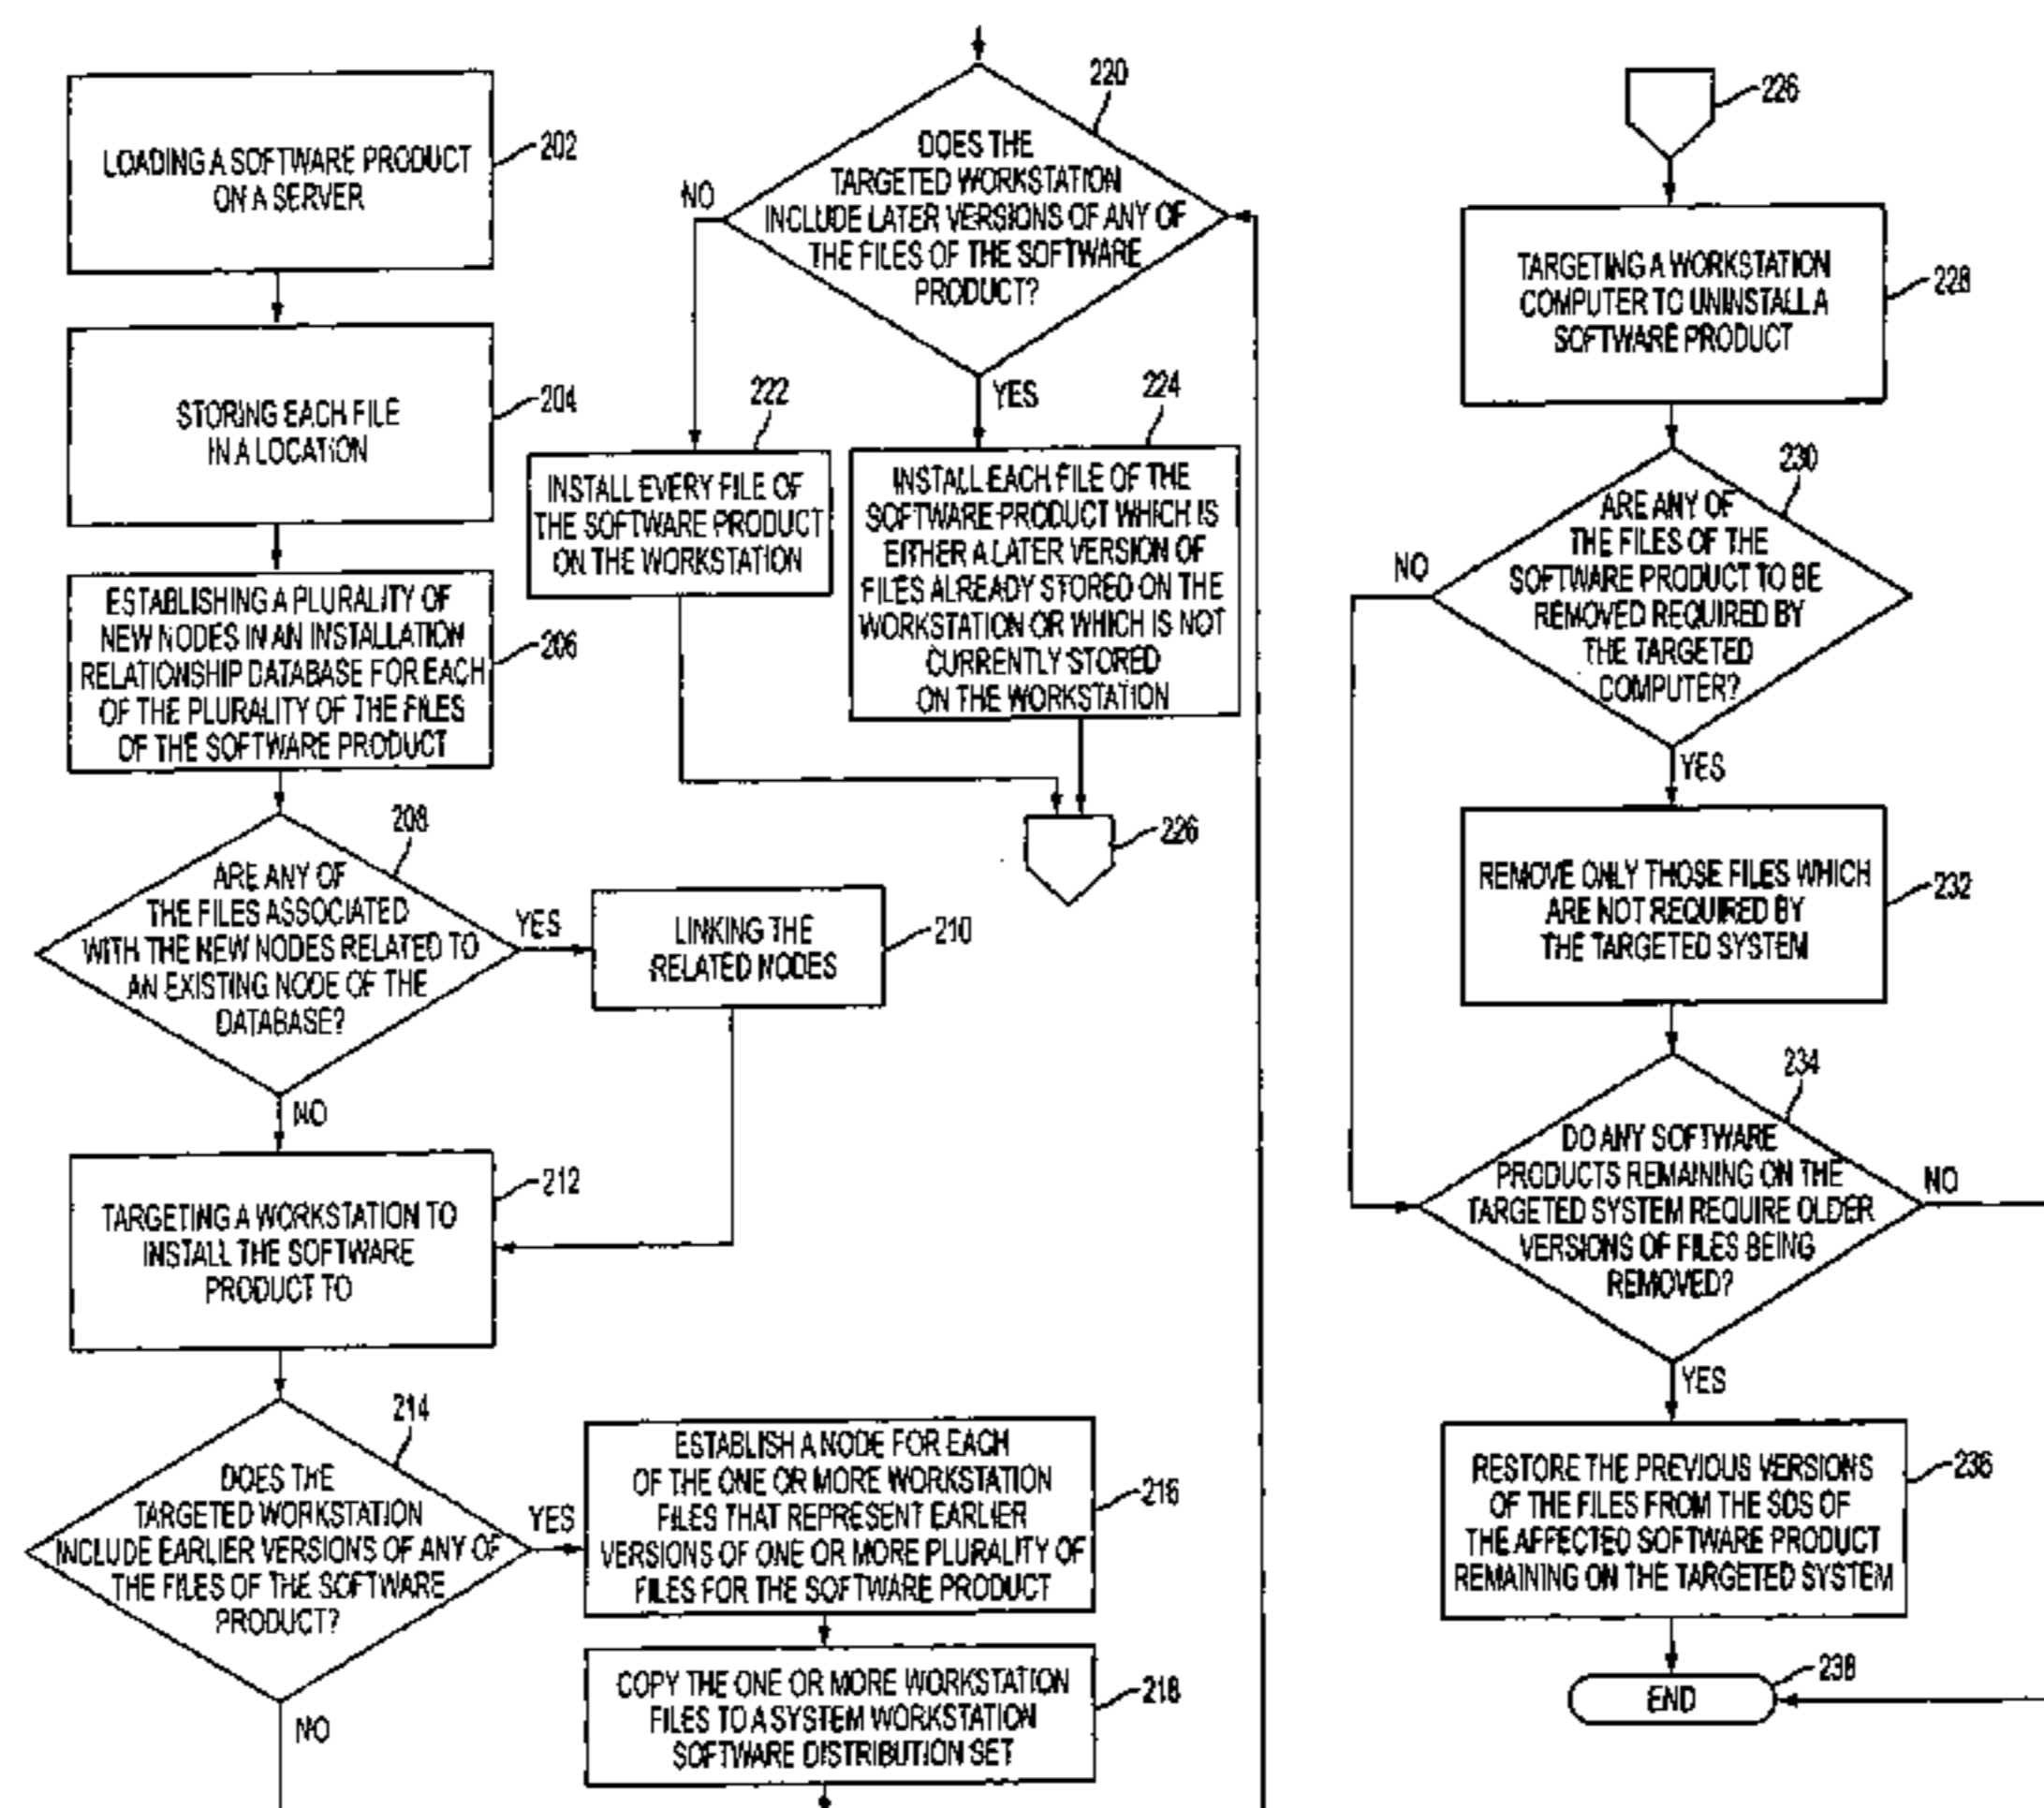 LOADING A SOFTWARE PRODUCT
ON A SERVER
202
STORING EACH FILE
IN A LOCATION
204
ESTABLISHING A PLURALITY OF
NEW NODES IN AN INSTALLATION
RELATIONSHIP DATABASE FOR EACH
OF THE PLURALITY OF THE FILES
OF THE SOFTWARE PRODUCT
206
208
ARE ANY OF
THE FILES ASSOCIATED
WITH THE NEW NODES RELATED TO
AN EXISTING NODE OF THE
DATABASE?
YES
NO
LINKING THE
RELATED NODES
210
TARGETING A WORKSTATION TO
INSTALL THE SOFTWARE
PRODUCT TO
212
214
DOES THE
TARGETED WORKSTATION
INCLUDE EARLIER VERSIONS OF ANY OF
THE FILES OF THE SOFTWARE
PRODUCT?
YES
NO
ESTABLISH A NODE FOR EACH
OF THE ONE OR MORE WORKSTATION
FILES THAT REPRESENT EARLIER
VERSIONS OF ONE OR MORE PLURALITY OF
FILES FOR THE SOFTWARE PRODUCT
216
COPY THE ONE OR MORE WORKSTATION
FILES TO A SYSTEM WORKSTATION
SOFTWARE DISTRIBUTION SET
218
220
DOES THE
TARGETED WORKSTATION
INCLUDE LATER VERSIONS OF ANY OF
THE FILES OF THE SOFTWARE
PRODUCT?
NO
YES
222
INSTALL EVERY FILE OF
THE SOFTWARE PRODUCT
ON THE WORKSTATION
224
INSTALL EACH FILE OF THE
SOFTWARE PRODUCT WHICH IS
EITHER A LATER VERSION OF
FILES ALREADY STORED ON THE
WORKSTATION OR WHICH IS NOT
CURRENTLY STORED
ON THE WORKSTATION
226
226
TARGETING A WORKSTATION
COMPUTER TO UNINSTALL A
SOFTWARE PRODUCT
228
230
ARE ANY OF
THE FILES OF THE
SOFTWARE PRODUCT TO BE
REMOVED REQUIRED BY
THE TARGETED
COMPUTER?
NO
YES
REMOVE ONLY THOSE FILES WHICH
ARE NOT REQUIRED BY
THE TARGETED SYSTEM
232
234
DO ANY SOFTWARE
PRODUCTS REMAINING ON THE
TARGETED SYSTEM REQUIRE OLDER
VERSIONS OF FILES BEING
REMOVED?
NO
YES
RESTORE THE PREVIOUS VERSIONS
OF THE FILES FROM THE SDS OF
THE AFFECTED SOFTWARE PRODUCT
REMAINING ON THE TARGETED SYSTEM
236
END
238